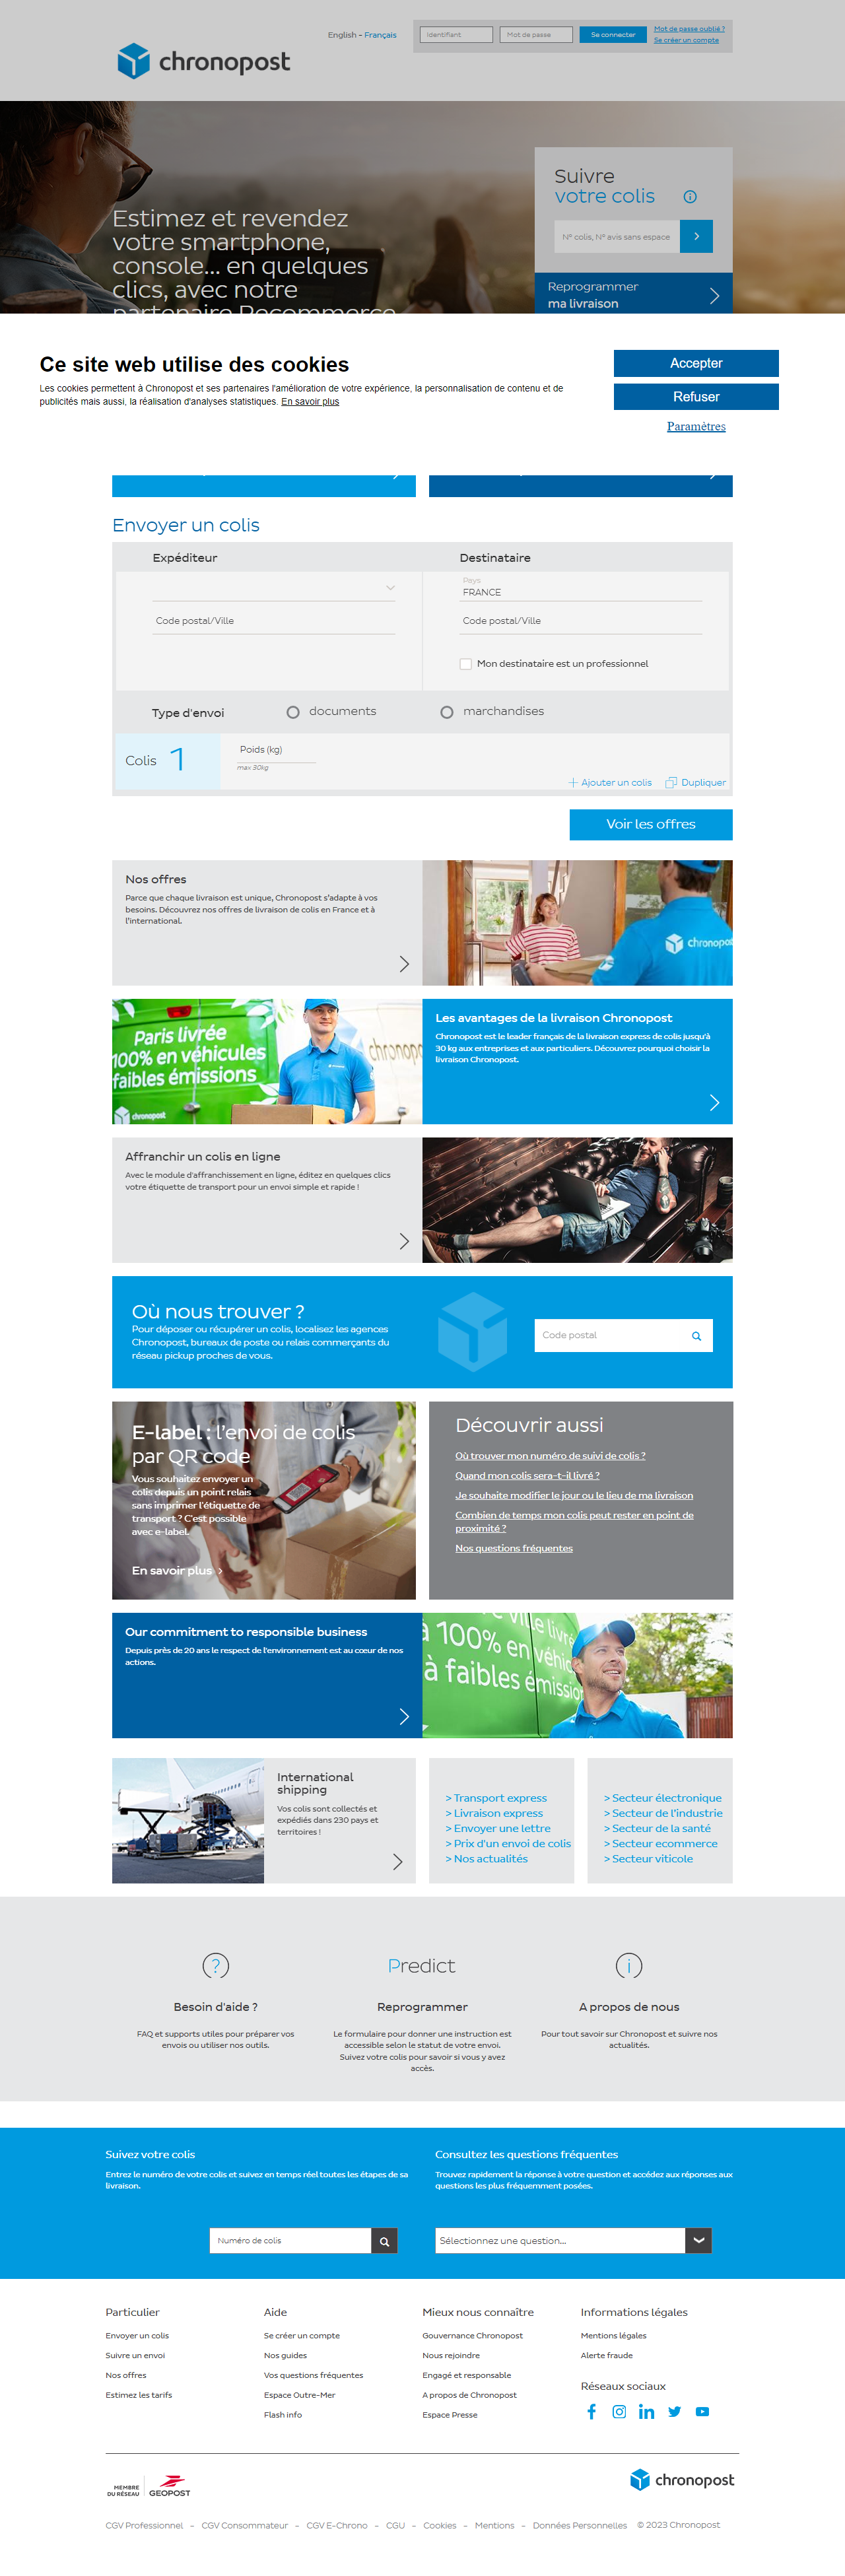 English - Français
Identifiant
Mot de passe
Se connecter
Mot de passe oublié ?
Se créer un compte
chronopost
Estimez et revendez
votre smartphone,
console... en quelques
clics, avec notre
partenaire Recommerce
Suivre
votre colis
N° colis, N° avis sans espace
Reprogrammer
ma livraison
Ce site web utilise des cookies
Les cookies permettent à Chronopost et ses partenaires l'amélioration de votre expérience, la personnalisation de contenu et de
publicités mais aussi, la réalisation d'analyses statistiques. En savoir plus
Accepter
Refuser
Paramètres
Envoyer un colis
Expéditeur
Destinataire
Pays
FRANCE
Code postal/Ville
Code postal/Ville
Mon destinataire est un professionnel
Type d'envoi
documents
marchandises
Colis 1
Poids (kg)
max 30kg
Ajouter un colis
Dupliquer
Voir les offres
Nos offres
Parce que chaque livraison est unique, Chronopost s'adapte à vos
besoins. Découvrez nos offres de livraison de colis en France et à
l'international.
chronopost
Paris livrée
100% en véhicules
faibles émissions
chronopost
chronop
Les avantages de la livraison Chronopost
Chronopost est le leader français de la livraison express de colis jusqu'à
30 kg aux entreprises et aux particuliers. Découvrez pourquoi choisir la
livraison Chronopost.
Affranchir un colis en ligne
Avec le module d'affranchissement en ligne, éditez en quelques clics
votre étiquette de transport pour un envoi simple et rapide !
Où nous trouver ?
Pour déposer ou récupérer un colis, localisez les agences
Chronopost, bureaux de poste ou relais commerçants du
réseau pickup proches de vous.
Code postal
E-label : l'envoi de colis
par QR code
Vous souhaitez envoyer un
colis depuis un point relais
sans imprimer l'étiquette de
transport ? C'est possible
avec e-label.
En savoir plus >
Découvrir aussi
Où trouver mon numéro de suivi de colis ?
Quand mon colis sera-t-il livré ?
Je souhaite modifier le jour ou le lieu de ma livraison
Combien de temps mon colis peut rester en point de
proximité ?
Nos questions fréquentes
Our commitment to responsible business
Depuis près de 20 ans le respect de l'environnement est au cœur de nos
actions.
ville livré
à 100% en véhic
à faibles émiss
International
shipping
Vos colis sont collectés et
expédiés dans 230 pays et
territoires !
> Transport express
> Livraison express
> Envoyer une lettre
> Prix d'un envoi de colis
> Nos actualités
> Secteur électronique
> Secteur de l'industrie
> Secteur de la santé
> Secteur ecommerce
> Secteur viticole
?
Besoin d'aide ?
FAQ et supports utiles pour préparer vos
envois ou utiliser nos outils.
Predict
Reprogrammer
Le formulaire pour donner une instruction est
accessible selon le statut de votre envoi.
Suivez votre colis pour savoir si vous y avez
accès.
i
A propos de nous
Pour tout savoir sur Chronopost et suivre nos
actualités.
Suivez votre colis
Entrez le numéro de votre colis et suivez en temps réel toutes les étapes de sa
livraison.
Numéro de colis
Consultez les questions fréquentes
Trouvez rapidement la réponse à votre question et accédez aux réponses aux
questions les plus fréquemment posées.
Sélectionnez une question...
Particulier
Envoyer un colis
Suivre un envoi
Nos offres
Estimez les tarifs
Aide
Se créer un compte
Nos guides
Vos questions fréquentes
Espace Outre-Mer
Flash info
Mieux nous connaître
Gouvernance Chronopost
Nous rejoindre
Engagé et responsable
A propos de Chronopost
Espace Presse
Informations légales
Mentions légales
Alerte fraude
Réseaux sociaux
MEMBRE
DU RÉSEAU
GEOPOST
chronopost
CGV Professionnel - CGV Consommateur - CGV E-Chrono - CGU - Cookies - Mentions - Données Personnelles © 2023 Chronopost